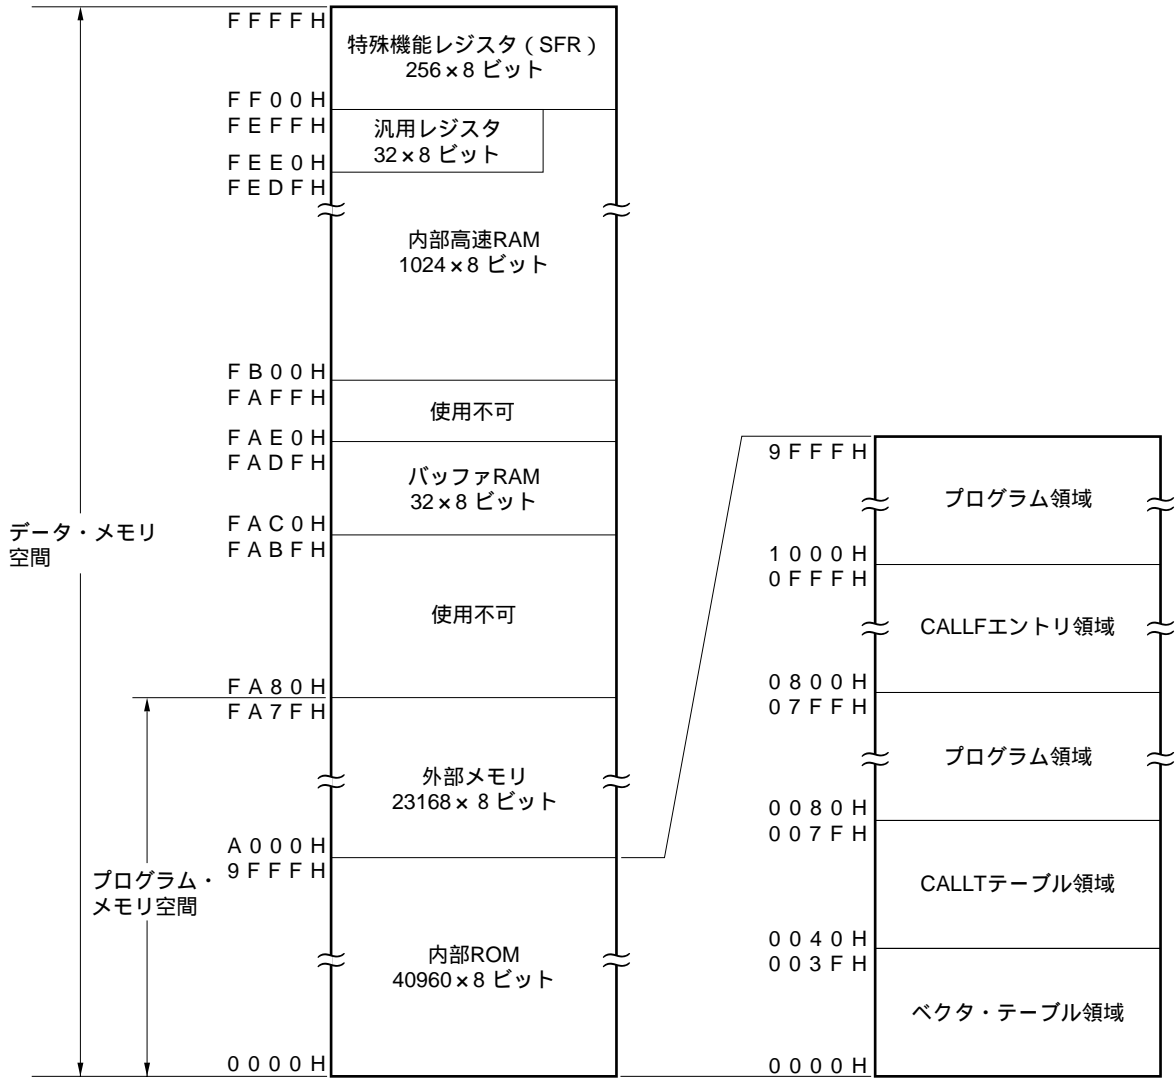 FFFFH
特殊機能レジスタ(SFR)
256×8 ビット
FF00H
FEFFH
汎用レジスタ
32×8 ビット
FEE0H
FEDFH
内部高速RAM
1024×8 ビット
FB00H
FAFFH
使用不可
FAE0H
FADFH
バッファRAM
32×8 ビット
FAC0H
FABFH
使用不可
FA80H
FA7FH
外部メモリ
23168×8 ビット
A000H
9FFFH
内部ROM
40960×8 ビット
0000H
データ・メモリ
空間
プログラム・
メモリ空間
9FFFH
プログラム領域
1000H
0FFFH
CALLFエントリ領域
0800H
07FFH
プログラム領域
0080H
007FH
CALLTテーブル領域
0040H
003FH
ベクタ・テーブル領域
0000H